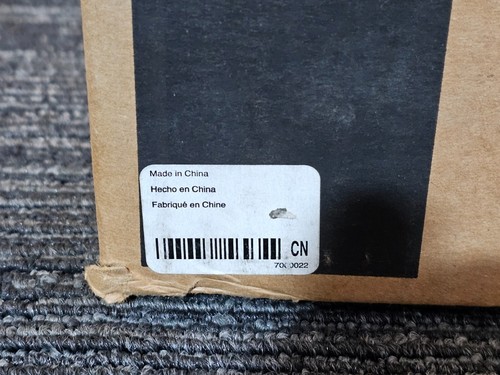 Made in China
Hecho en China
Fabriqué en Chine
CN